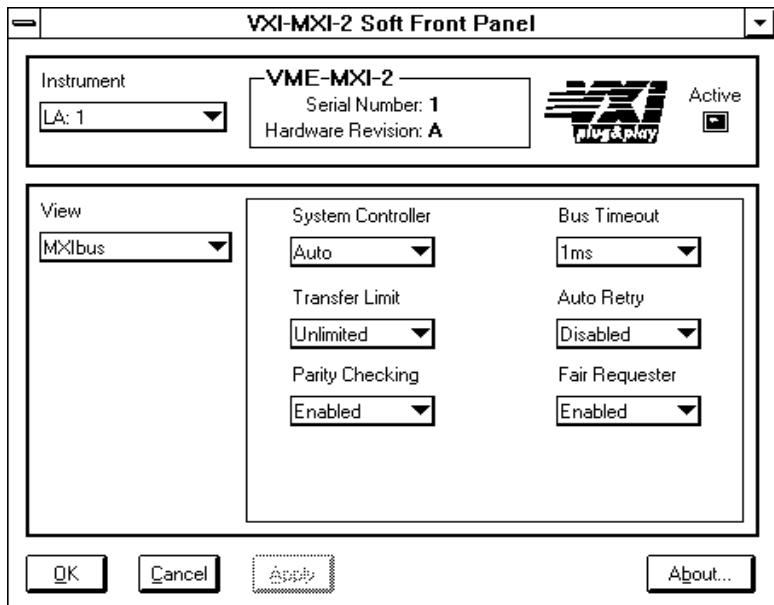 VXI-MXI-2 Soft Front Panel
Instrument
LA: 1
VME-MXI-2
Serial Number: 1
Hardware Revision: A
VXI
plug&play
Active
View
MXIbus
System Controller
Auto
Bus Timeout
1ms
Transfer Limit
Unlimited
Auto Retry
Disabled
Parity Checking
Enabled
Fair Requester
Enabled
OK
Cancel
Apply
About...